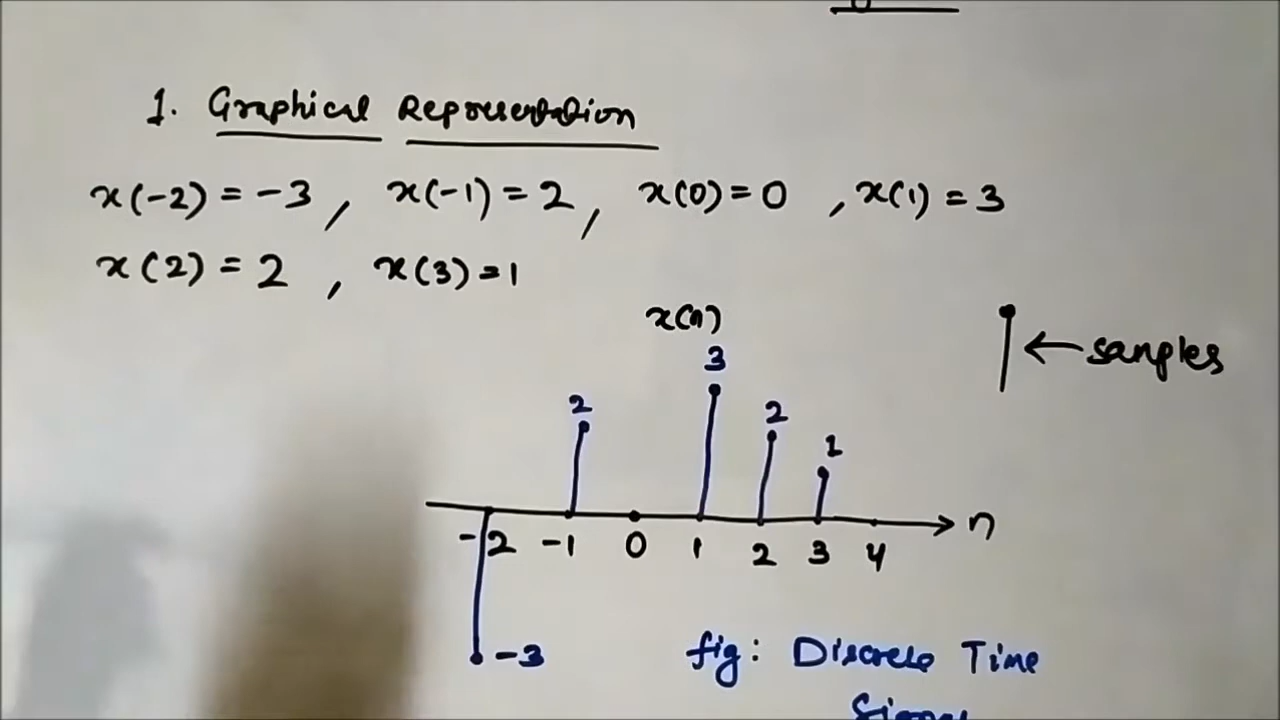 1. Graphical Representation
x(-2) = -3 , x(-1) = 2 , x(0) = 0 , x(1) = 3
x(2) = 2 , x(3) = 1
x(n)
3
← samples
2
2
1
n
-2 -1 0 1 2 3 4
-3
fig: Discrete Time